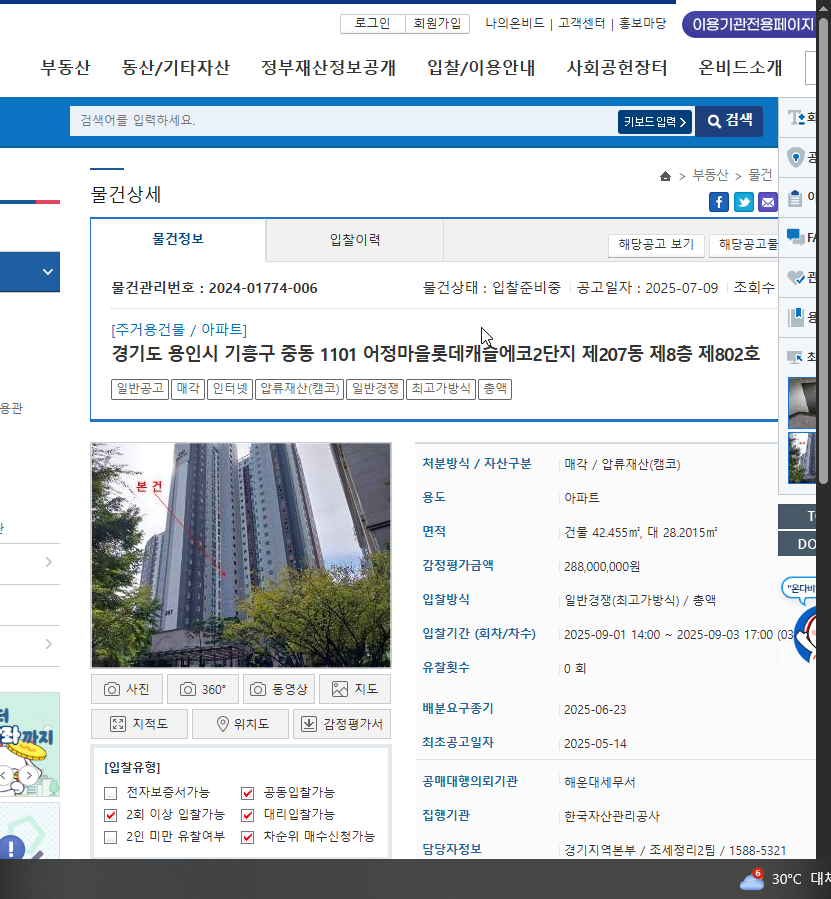 로그인 회원가입 나의온비드 | 고객센터 | 홍보마당 이용기관전용페이지
부동산 동산/기타자산 정부재산정보공개 입찰/이용안내 사회공헌장터 온비드소개
검색어를 입력하세요. 키보드입력 검색
> 부동산 > 물건
물건상세
물건정보 입찰이력 해당공고 보기 해당공고물
물건관리번호 : 2024-01774-006 물건상태 : 입찰준비중 공고일자 : 2025-07-09 조회수
[주거용건물 / 아파트]
경기도 용인시 기흥구 중동 1101 어정마을롯데캐슬에코2단지 제207동 제8층 제802호
일반공고 매각 인터넷 압류재산(캠코) 일반경쟁 최고가방식 총액
용관
본 건
처분방식 / 자산구분 매각 / 압류재산(캠코)
용도 아파트
면적 건물 42.455㎡, 대 28.2015㎡
감정평가금액 288,000,000원
입찰방식 일반경쟁(최고가방식) / 총액
입찰기간 (회차/차수) 2025-09-01 14:00 ~ 2025-09-03 17:00 (03
유찰횟수 0 회
배분요구종기 2025-06-23
최초공고일자 2025-05-14
공매대행의뢰기관 해운대세무서
집행기관 한국자산관리공사
담당자정보 경기지역본부 / 조세정리2팀 / 1588-5321
사진 360° 동영상 지도
지적도 위치도 감정평가서
[입찰유형]
전자보증서가능 공동입찰가능
2회 이상 입찰가능 대리입찰가능
2인 미만 유찰여부 차순위 매수신청가능
까지
FA
TO
DO
"온다비
30°C 대체